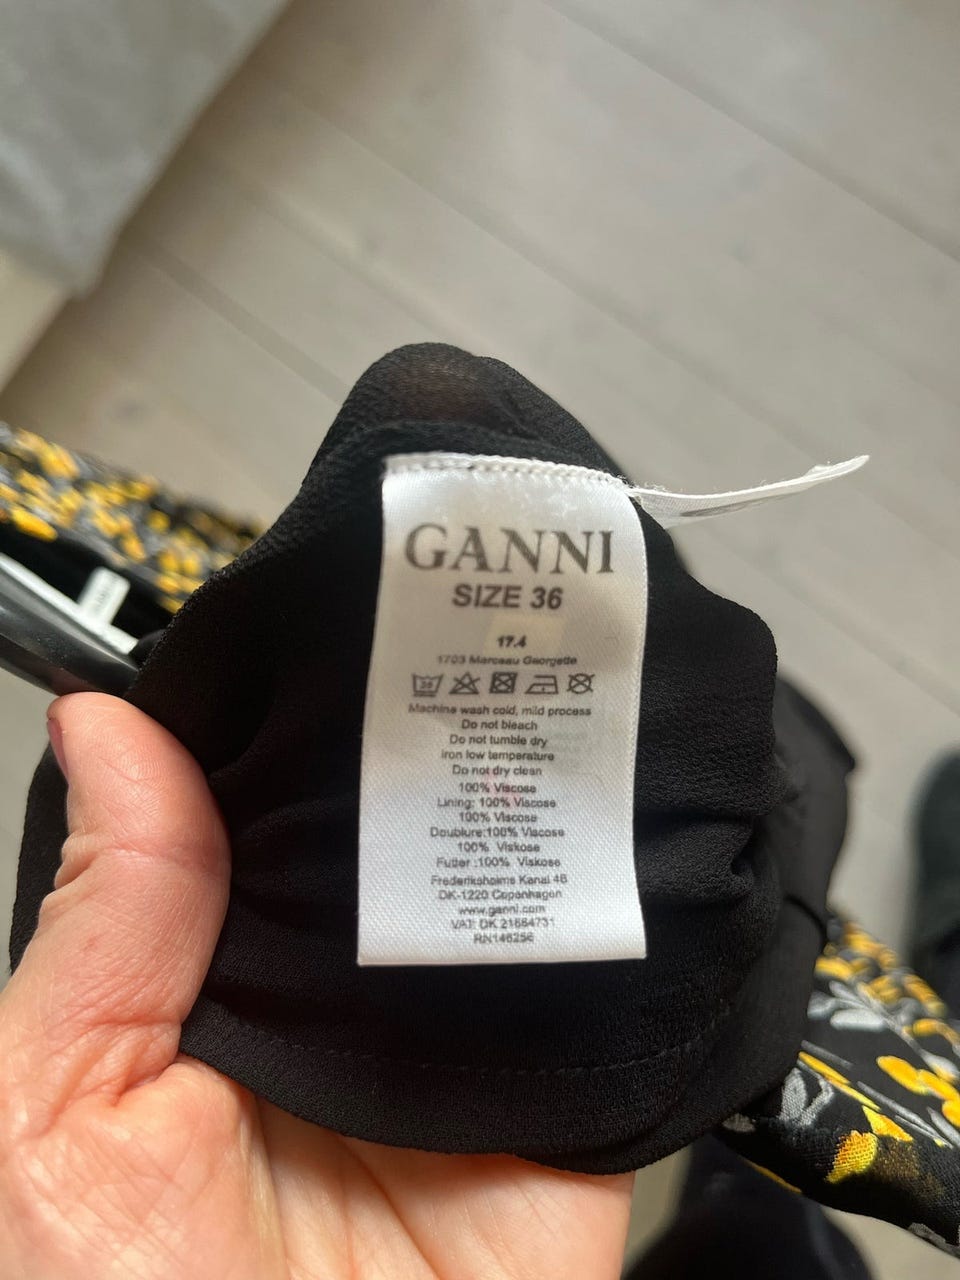 GANNI
SIZE 36
17.4
1703 Marceau Georgette
30
Machine wash cold, mild process
Do not bleach
Do not tumble dry
iron low temperature
Do not dry clean
100% Viscose
Lining: 100% Viscose
100% Viscose
Doublure:100% Viscose
100% Viskose
Futter :100% Viskose
Frederiksholms Kanal 4B
DK-1220 Copenhagen
www.ganni.com
VAT: DK 21684731
RN146256